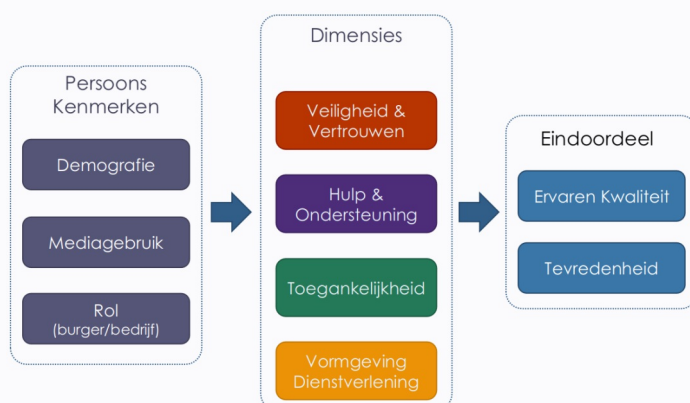 Persoons
Kenmerken
Demografie
Mediagebruik
Rol
(burger/bedrijf)
Dimensies
Veiligheid &
Vertrouwen
Hulp &
Ondersteuning
Toegankelijkheid
Vormgeving
Dienstverlening
Eindoordeel
Ervaren Kwaliteit
Tevredenheid